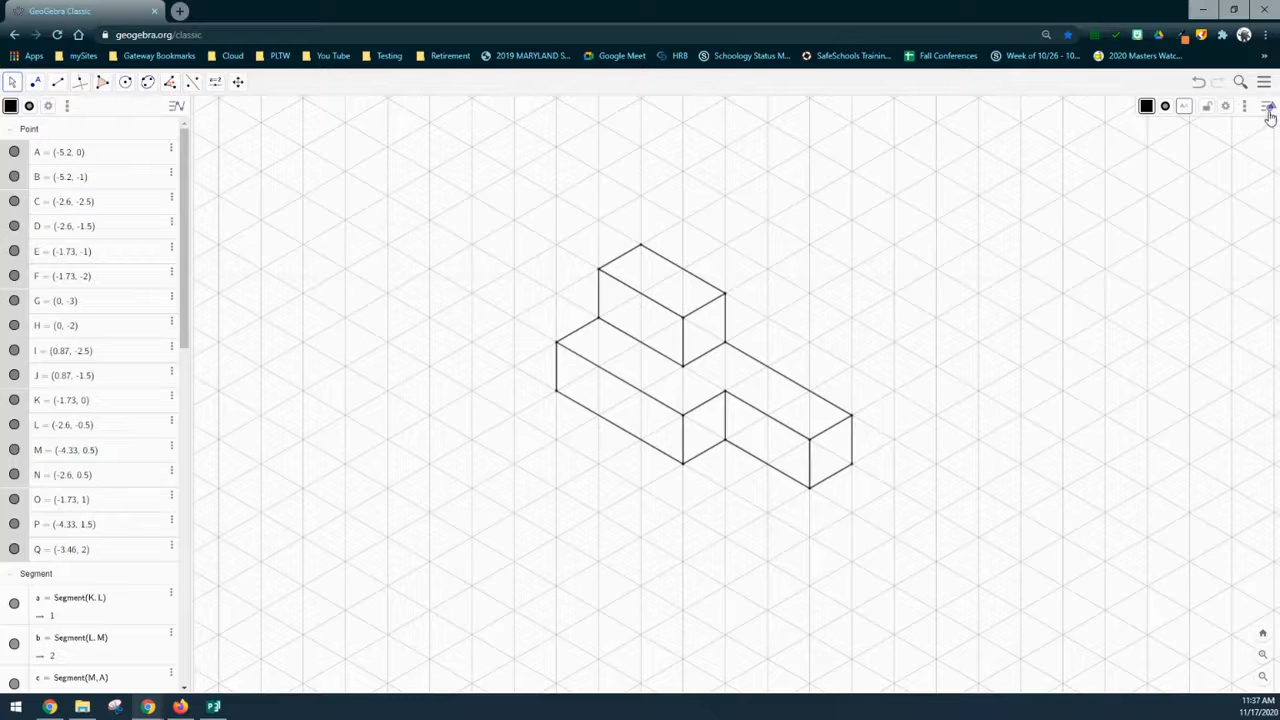 GeoGebra Classic
geogebra.org/classic
Apps mySites Gateway Bookmarks Cloud PLTW You Tube Testing Retirement 2019 MARYLAND S... Google Meet HRB Schoology Status M... SafeSchools Trainin... Fall Conferences Week of 10/26 - 10... 2020 Masters Watc...
Point
A = (-5.2, 0)
B = (-5.2, -1)
C = (-2.6, -2.5)
D = (-2.6, -1.5)
E = (-1.73, -1)
F = (-1.73, -2)
G = (0, -3)
H = (0, -2)
I = (0.87, -2.5)
J = (0.87, -1.5)
K = (-1.73, 0)
L = (-2.6, -0.5)
M = (-4.33, 0.5)
N = (-2.6, 0.5)
O = (-1.73, 1)
P = (-4.33, 1.5)
Q = (-3.46, 2)
Segment
a = Segment(K, L)
→ 1
b = Segment(L, M)
→ 2
c = Segment(M, A)
11:37 AM
11/17/2020